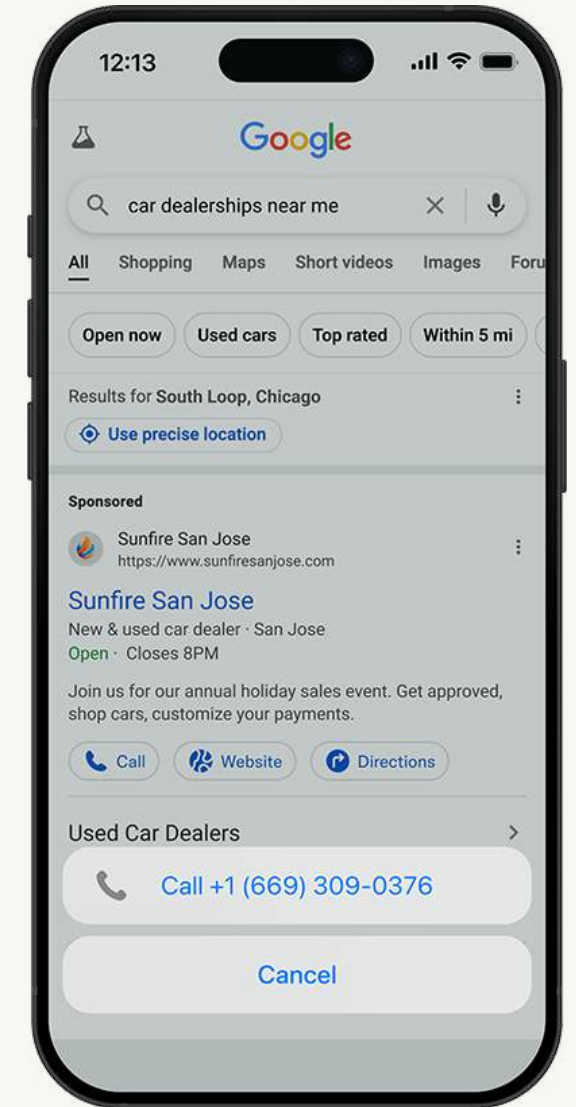 12:13
Google
car dealerships near me
All Shopping Maps Short videos Images Foru
Open now Used cars Top rated Within 5 mi
Results for South Loop, Chicago
Use precise location
Sponsored
Sunfire San Jose
https://www.sunfiresanjose.com
Sunfire San Jose
New & used car dealer · San Jose
Open · Closes 8PM
Join us for our annual holiday sales event. Get approved,
shop cars, customize your payments.
Call Website Directions
Used Car Dealers
Call +1 (669) 309-0376
Cancel